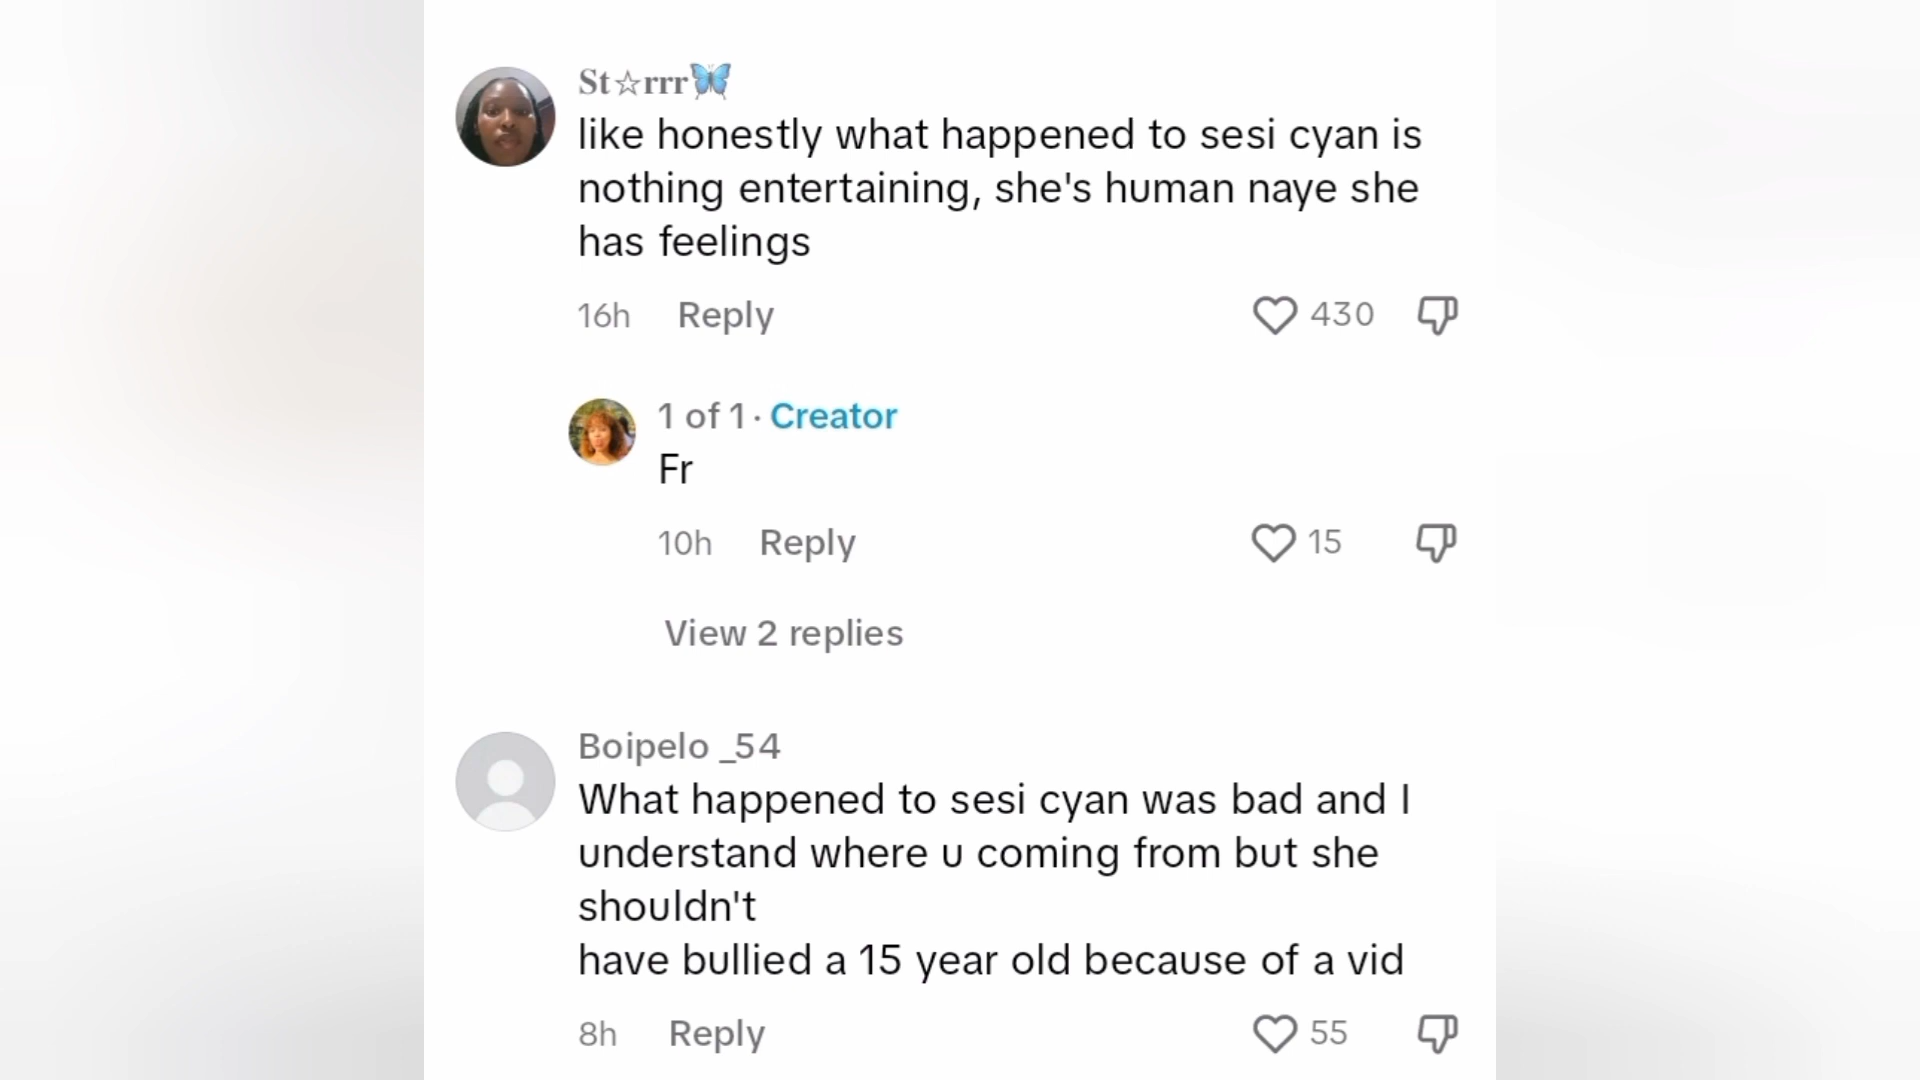 St☆rrr🦋
like honestly what happened to sesi cyan is
nothing entertaining, she's human naye she
has feelings
16h Reply 430
1 of 1 · Creator
Fr
10h Reply 15
View 2 replies
Boipelo _54
What happened to sesi cyan was bad and I
understand where u coming from but she
shouldn't
have bullied a 15 year old because of a vid
8h Reply 55